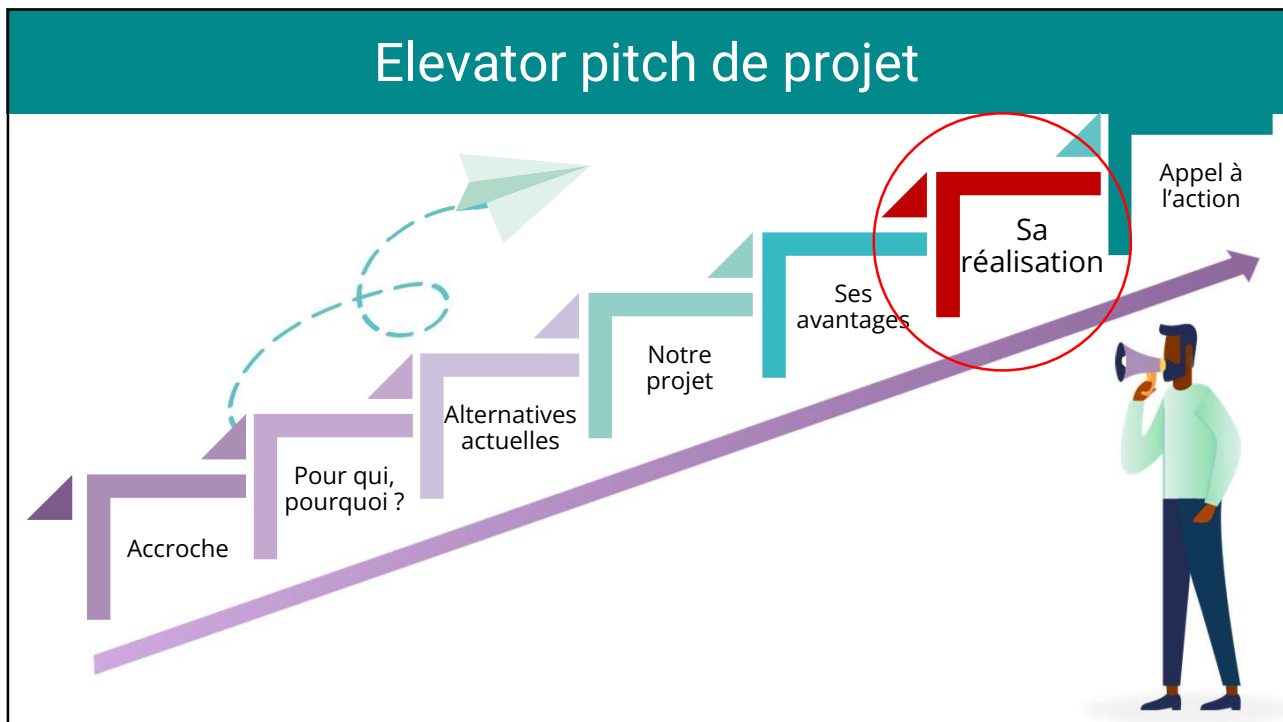 Elevator pitch de projet
Accroche
Pour qui,
pourquoi ?
Alternatives
actuelles
Notre
projet
Ses
avantages
Sa
réalisation
Appel à
l’action